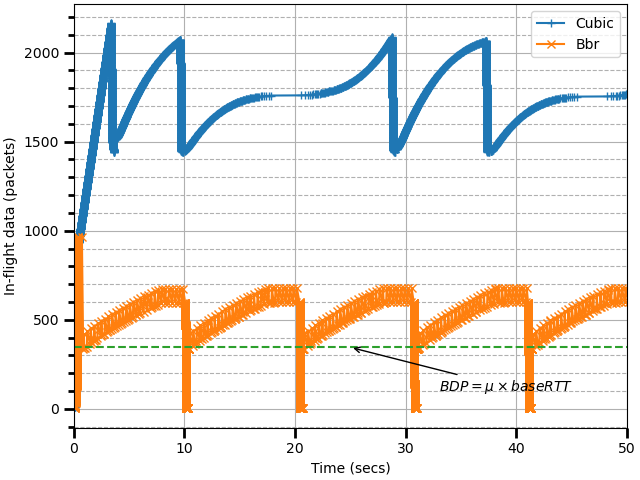 In-flight data (packets)
2000
1500
1000
500
0
Cubic
Bbr
BDP = μ × baseRTT
0 10 20 30 40 50
Time (secs)